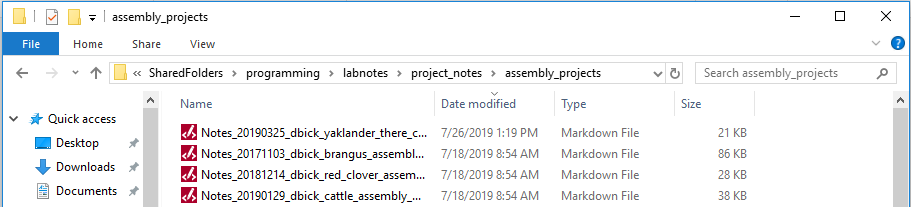 assembly_projects
File Home Share View
SharedFolders programming labnotes project_notes assembly_projects Search assembly_projects
Name Date modified Type Size
Quick access
Desktop
Downloads
Documents
Notes_20190325_dbick_yaklander_there_c... 7/26/2019 1:19 PM Markdown File 21 KB
Notes_20171103_dbick_brangus_assembl... 7/18/2019 8:54 AM Markdown File 86 KB
Notes_20181214_dbick_red_clover_assem... 7/18/2019 8:54 AM Markdown File 28 KB
Notes_20190129_dbick_cattle_assembly_... 7/18/2019 8:54 AM Markdown File 38 KB